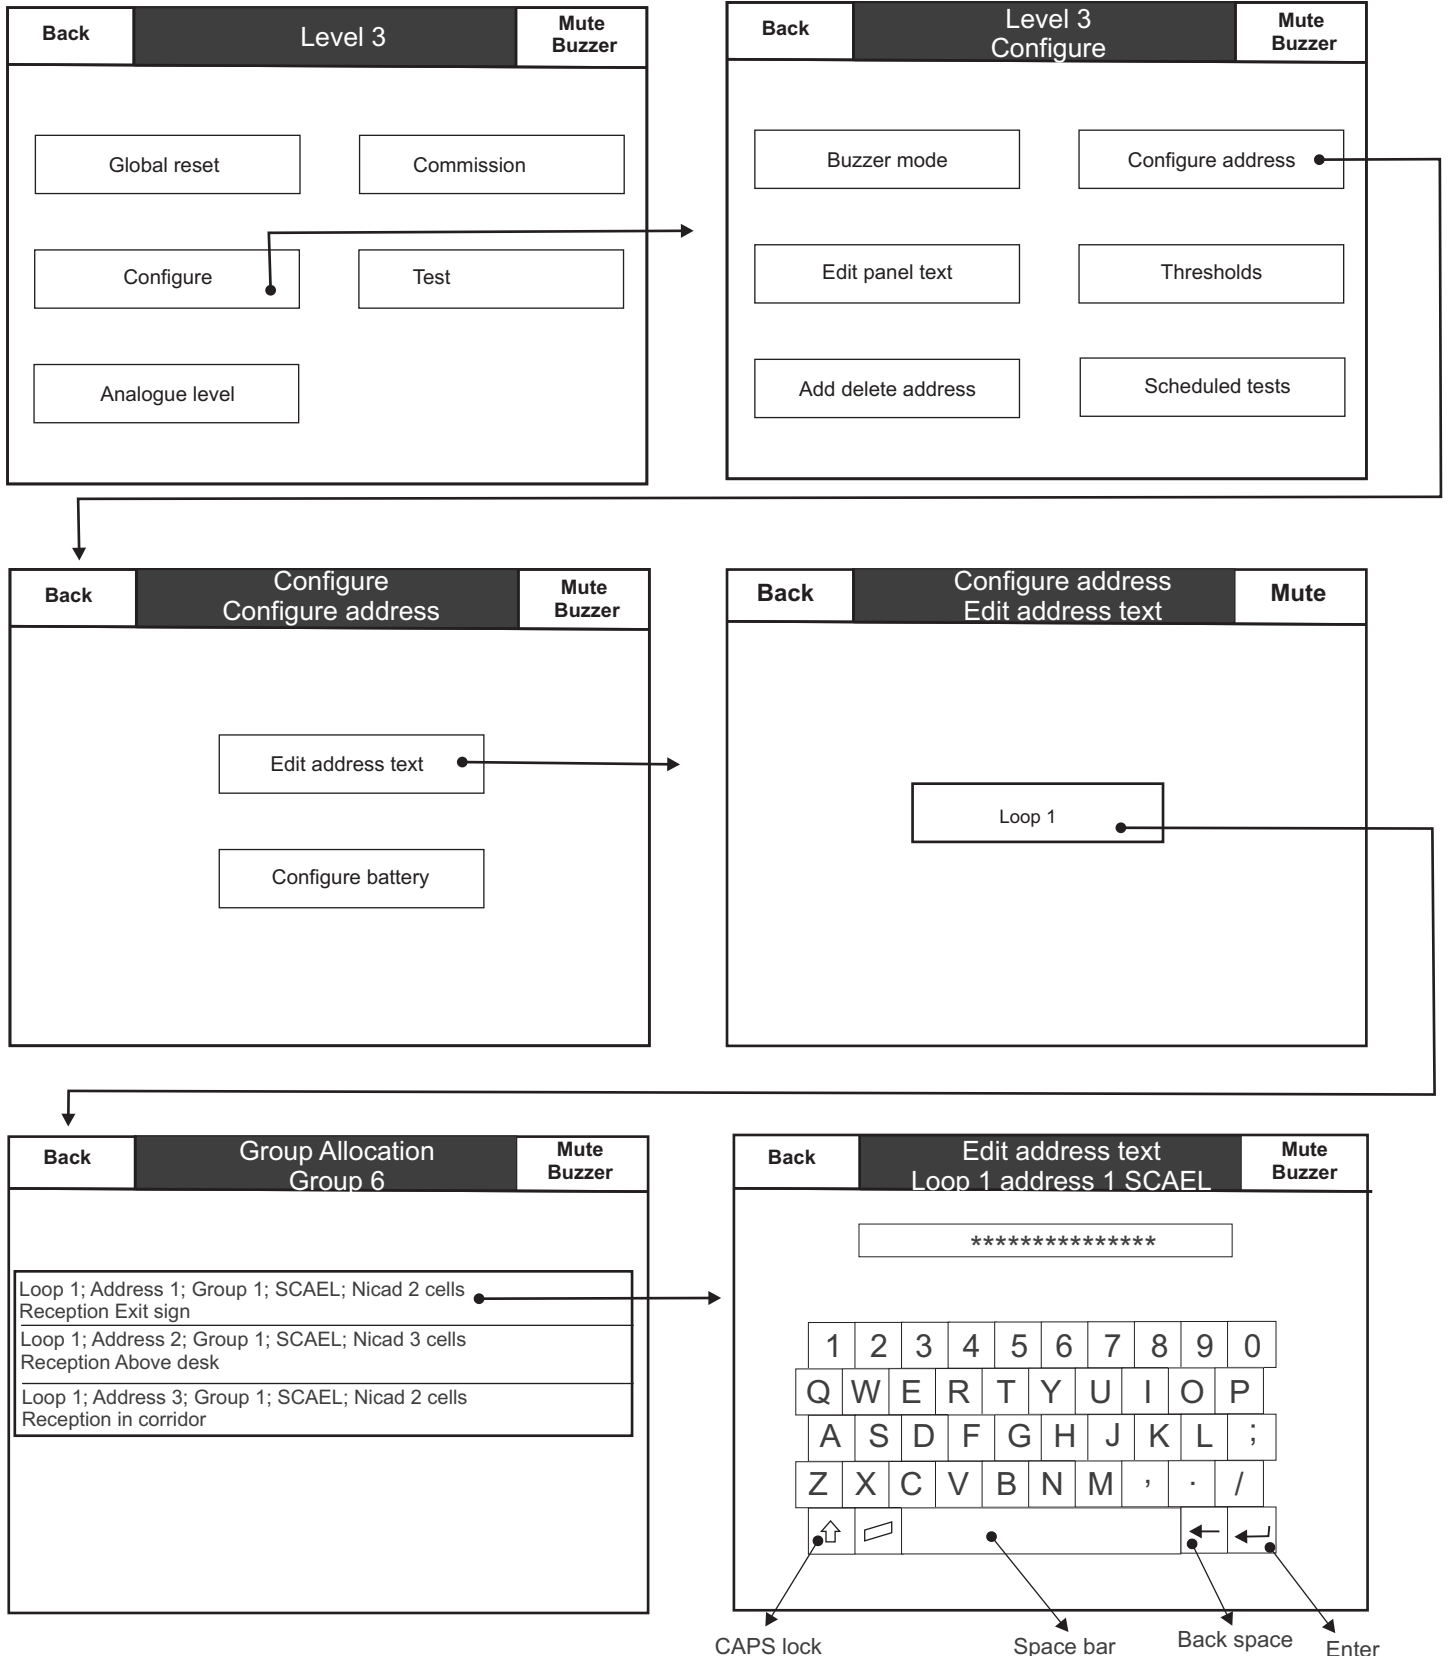 Back
Level 3
Mute
Buzzer
Global reset
Commission
Configure
Test
Analogue level
Back
Level 3
Configure
Mute
Buzzer
Buzzer mode
Configure address
Edit panel text
Thresholds
Add delete address
Scheduled tests
Back
Configure
Configure address
Mute
Buzzer
Edit address text
Configure battery
Back
Configure address
Edit address text
Mute
Loop 1
Back
Group Allocation
Group 6
Mute
Buzzer
Loop 1; Address 1; Group 1; SCAEL; Nicad 2 cells
Reception Exit sign
Loop 1; Address 2; Group 1; SCAEL; Nicad 3 cells
Reception Above desk
Loop 1; Address 3; Group 1; SCAEL; Nicad 2 cells
Reception in corridor
Back
Edit address text
Loop 1 address 1 SCAEL
Mute
Buzzer
***************
1 2 3 4 5 6 7 8 9 0
Q W E R T Y U I O P
A S D F G H J K L ;
Z X C V B N M , . /
CAPS lock
Space bar
Back space
Enter